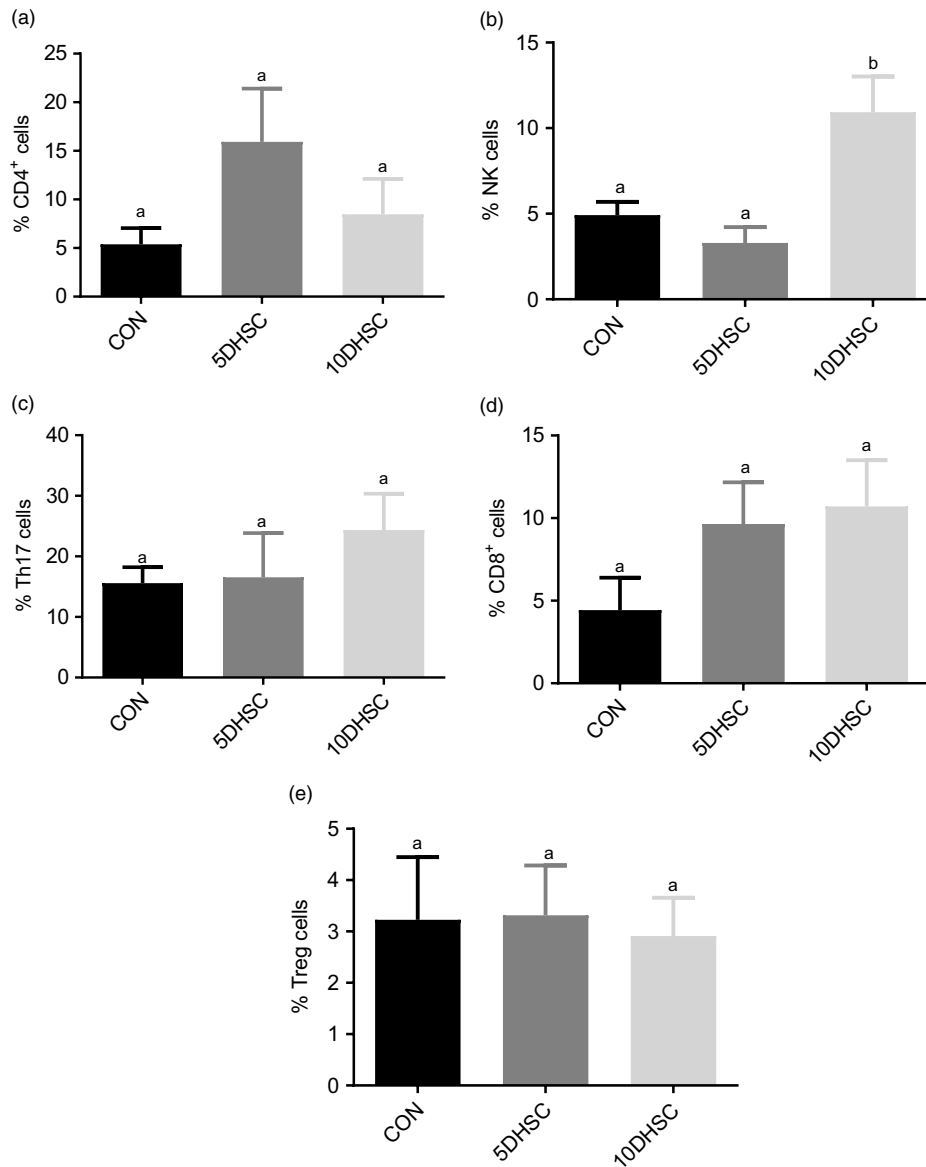 (a)
25
20
15
10
5
0
% CD4⁺ cells
a
a
a
CON
5DHSC
10DHSC
(b)
15
10
5
0
% NK cells
a
a
b
CON
5DHSC
10DHSC
(c)
40
30
20
10
0
% Th17 cells
a
a
a
CON
5DHSC
10DHSC
(d)
15
10
5
0
% CD8⁺ cells
a
a
a
CON
5DHSC
10DHSC
(e)
5
4
3
2
1
0
% Treg cells
a
a
a
CON
5DHSC
10DHSC